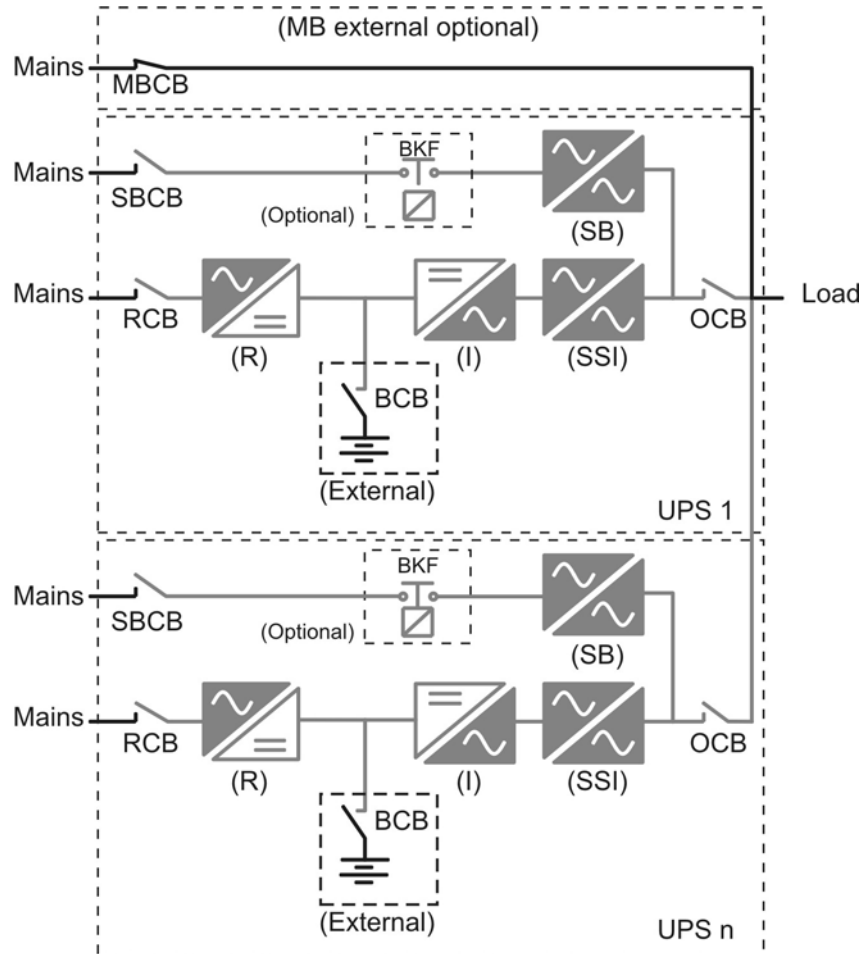 (MB external optional)
Mains
MBCB
BKF
Mains
SBCB
(Optional)
(SB)
Mains
Load
RCB
OCB
(R)
(I)
(SSI)
BCB
(External)
UPS 1
BKF
Mains
SBCB
(Optional)
(SB)
Mains
RCB
OCB
(R)
(I)
(SSI)
BCB
(External)
UPS n